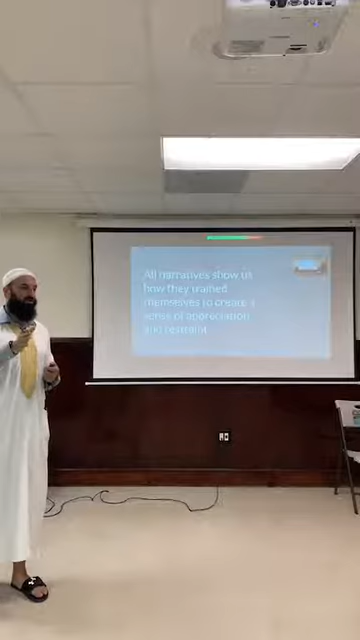 All narratives show us
how they trained
themselves to create a
sense of appreciation
and restraint